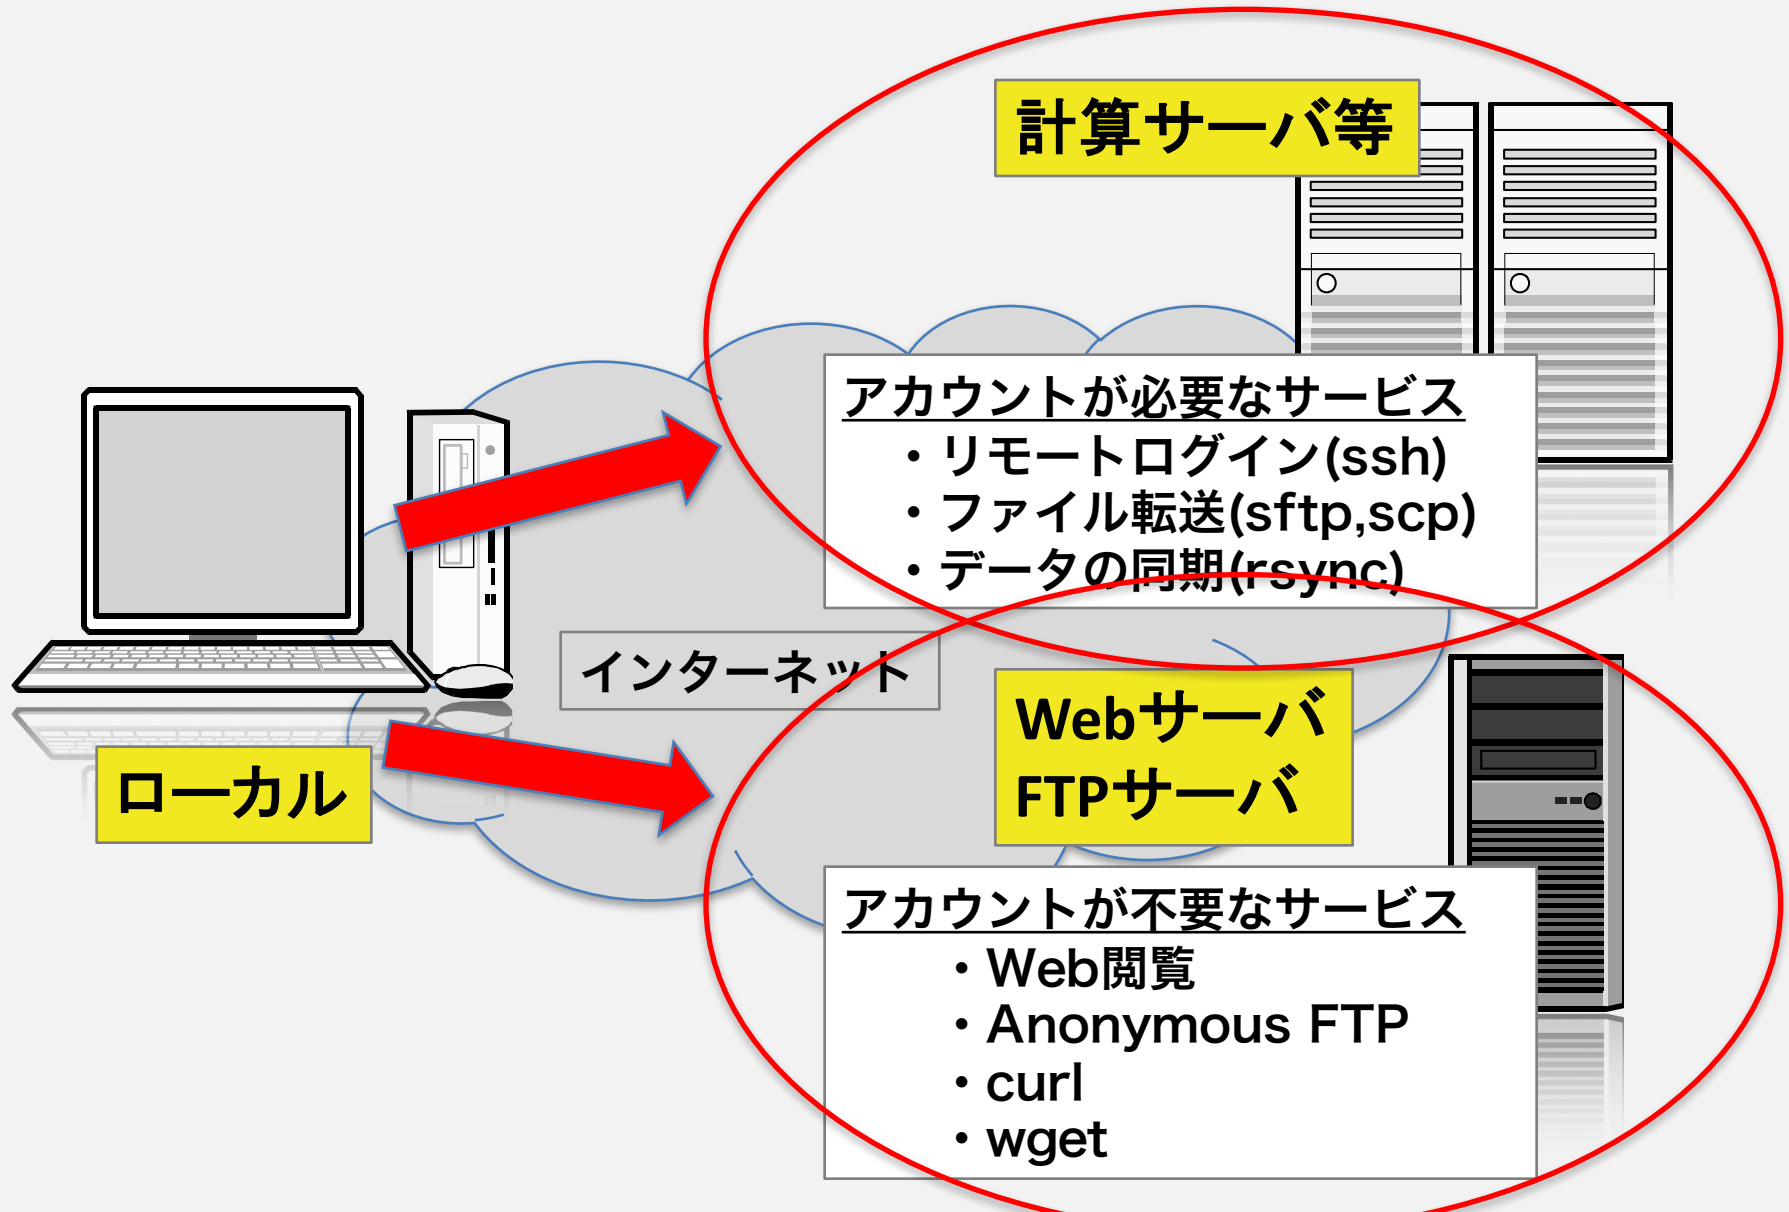 計算サーバ等
アカウントが必要なサービス
・リモートログイン(ssh)
・ファイル転送(sftp,scp)
・データの同期(rsync)
インターネット
ローカル
Webサーバ
FTPサーバ
アカウントが不要なサービス
・Web閲覧
・Anonymous FTP
・curl
・wget